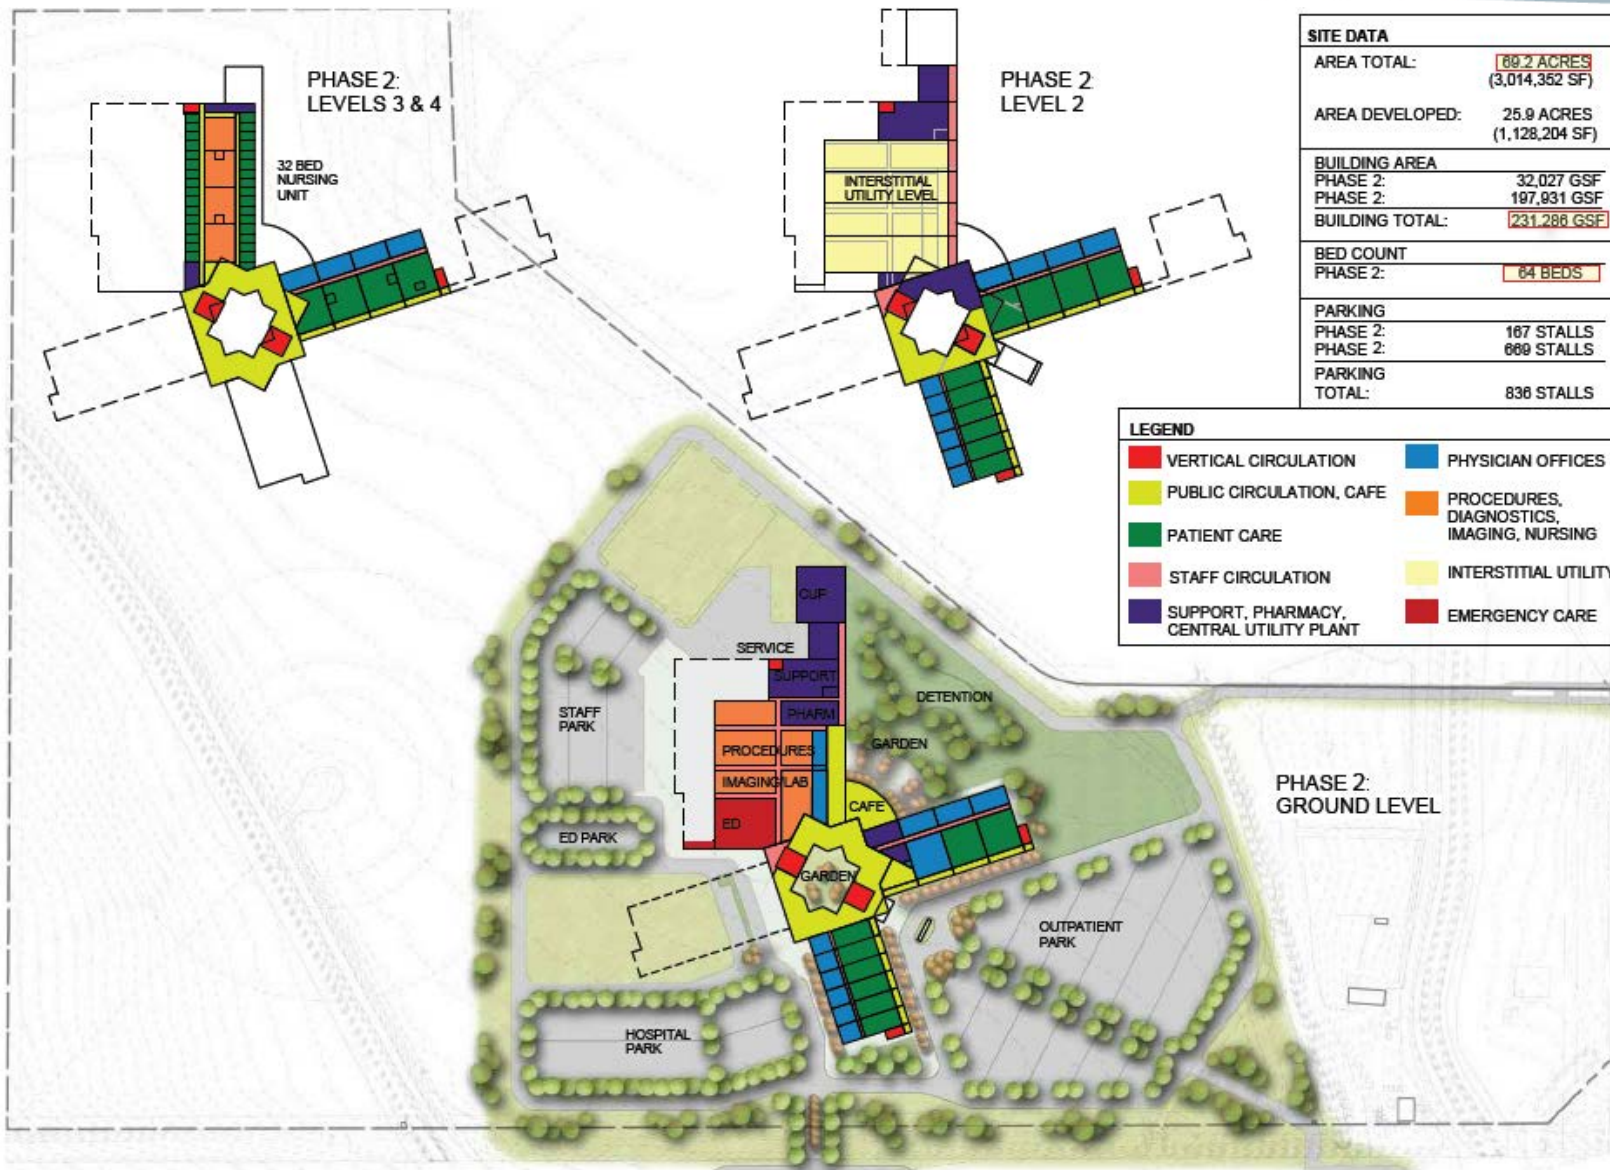 PHASE 2:
LEVELS 3 & 4
32 BED
NURSING
UNIT
PHASE 2:
LEVEL 2
INTERSTITIAL
UTILITY LEVEL
SITE DATA
AREA TOTAL: 69.2 ACRES
(3,014,352 SF)
AREA DEVELOPED: 25.9 ACRES
(1,128,204 SF)
BUILDING AREA
PHASE 2: 32,027 GSF
PHASE 2: 197,931 GSF
BUILDING TOTAL: 231,286 GSF
BED COUNT
PHASE 2: 64 BEDS
PARKING
PHASE 2: 167 STALLS
PHASE 2: 669 STALLS
PARKING
TOTAL: 836 STALLS
LEGEND
VERTICAL CIRCULATION
PUBLIC CIRCULATION, CAFE
PATIENT CARE
STAFF CIRCULATION
SUPPORT, PHARMACY,
CENTRAL UTILITY PLANT
PHYSICIAN OFFICES
PROCEDURES,
DIAGNOSTICS,
IMAGING, NURSING
INTERSTITIAL UTILITY
EMERGENCY CARE
PHASE 2:
GROUND LEVEL
CUP
SERVICE
SUPPORT
PHARM
STAFF
PARK
PROCEDURES
IMAGING/LAB
ED
ED PARK
DETENTION
GARDEN
CAFE
GARDEN
OUTPATIENT
PARK
HOSPITAL
PARK